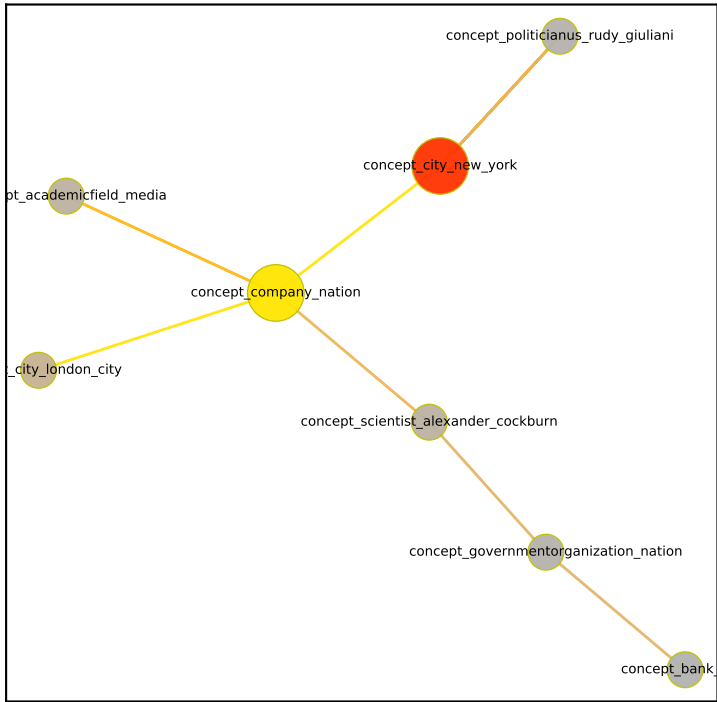 concept_politicianus_rudy_giuliani
concept_city_new_york
pt_academicfield_media
concept_company_nation
_city_london_city
concept_scientist_alexander_cockburn
concept_governmentorganization_nation
concept_bank_